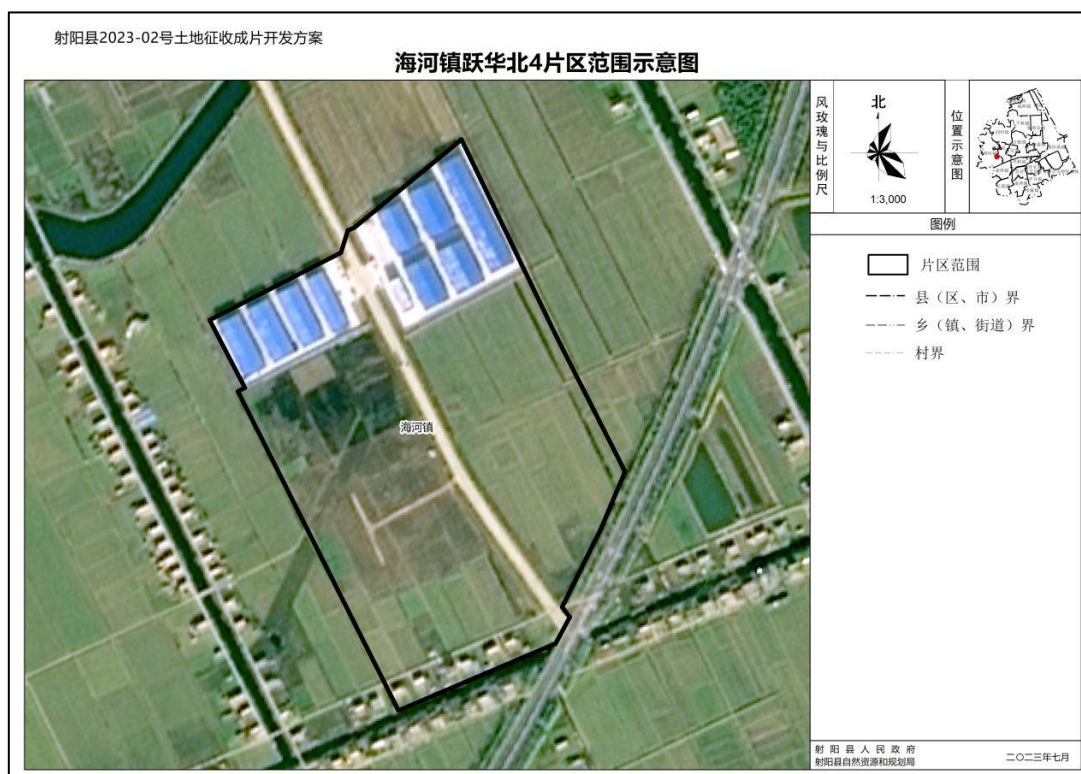 射阳县2023-02号土地征收成片开发方案
海河镇跃华北4片区范围示意图
海河镇
风玫瑰与比例尺
北
1:3,000
位置示意图
图例
片区范围
县（区、市）界
乡（镇、街道）界
村界
射阳县人民政府
射阳县自然资源和规划局
二〇二三年七月